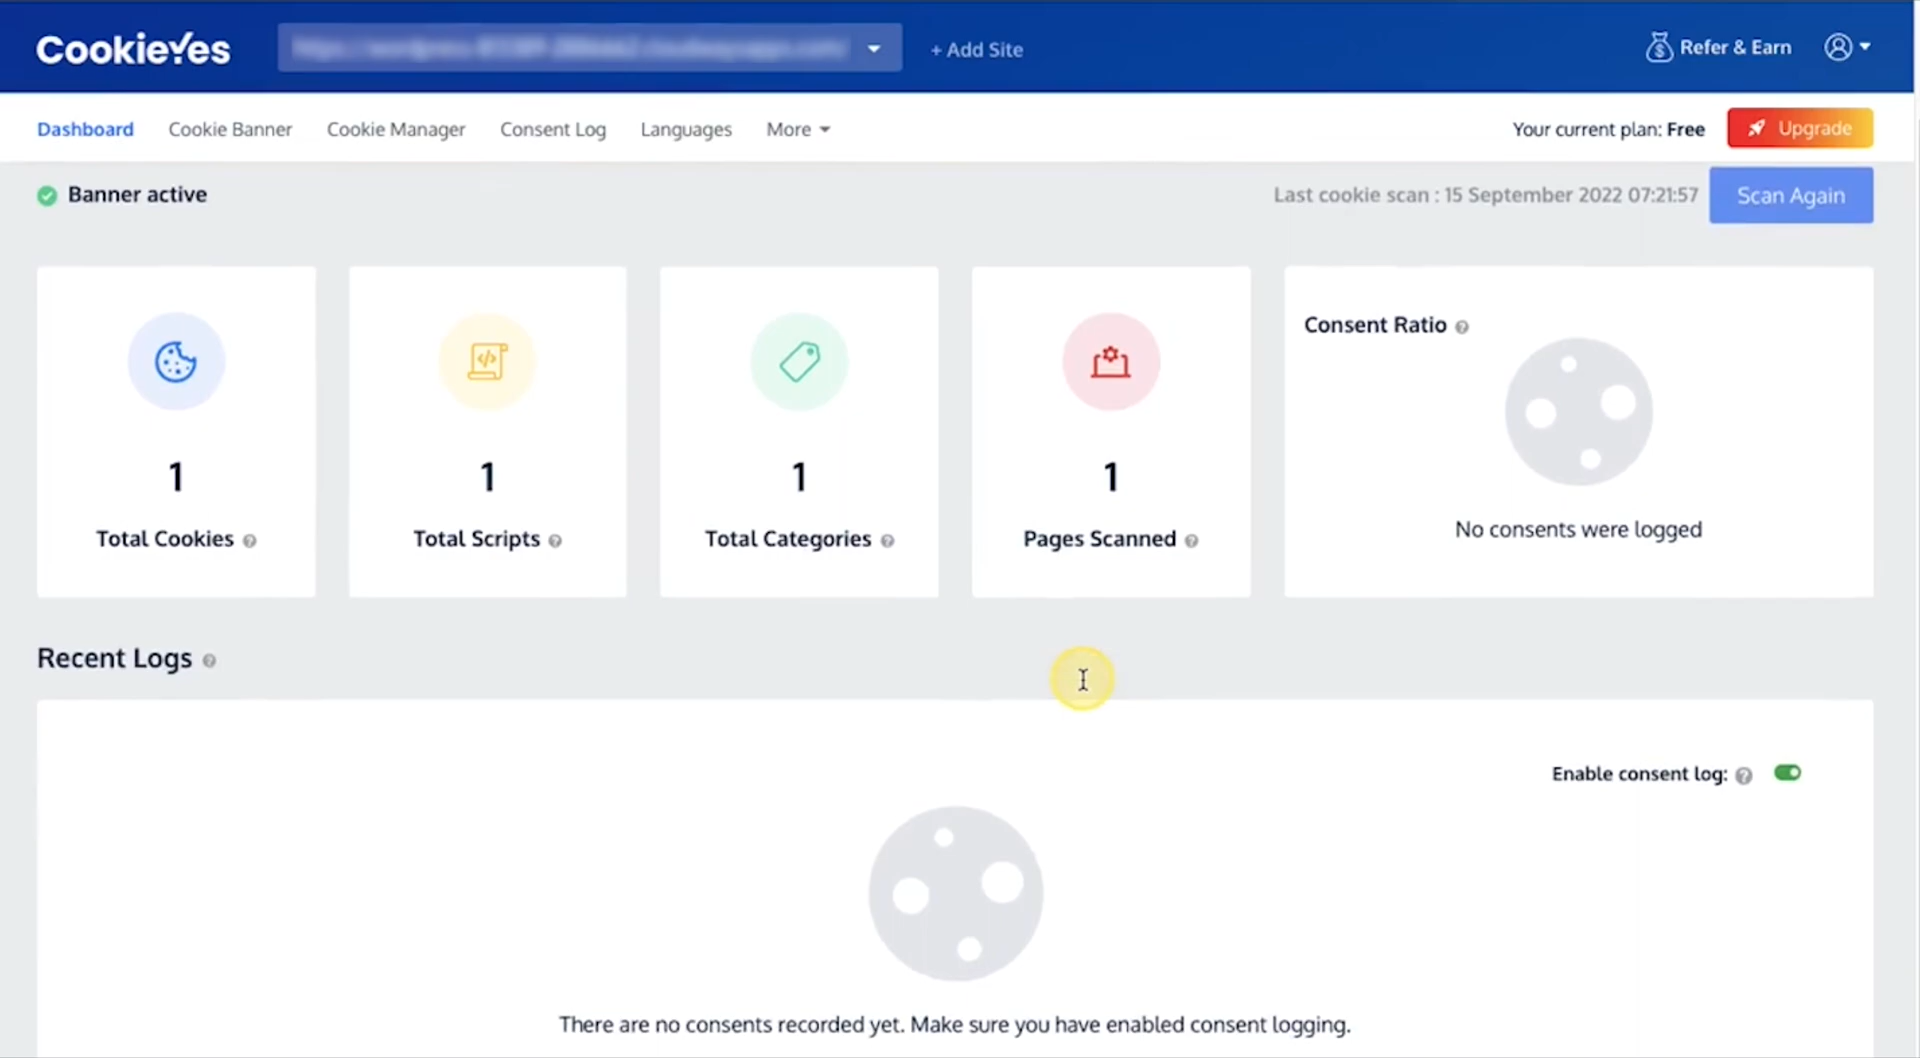 CookieYes
+ Add Site
Refer & Earn
Dashboard
Cookie Banner
Cookie Manager
Consent Log
Languages
More
Your current plan: Free
Upgrade
Banner active
Last cookie scan : 15 September 2022 07:21:57
Scan Again
1
Total Cookies
1
Total Scripts
1
Total Categories
1
Pages Scanned
Consent Ratio
No consents were logged
Recent Logs
Enable consent log:
There are no consents recorded yet. Make sure you have enabled consent logging.